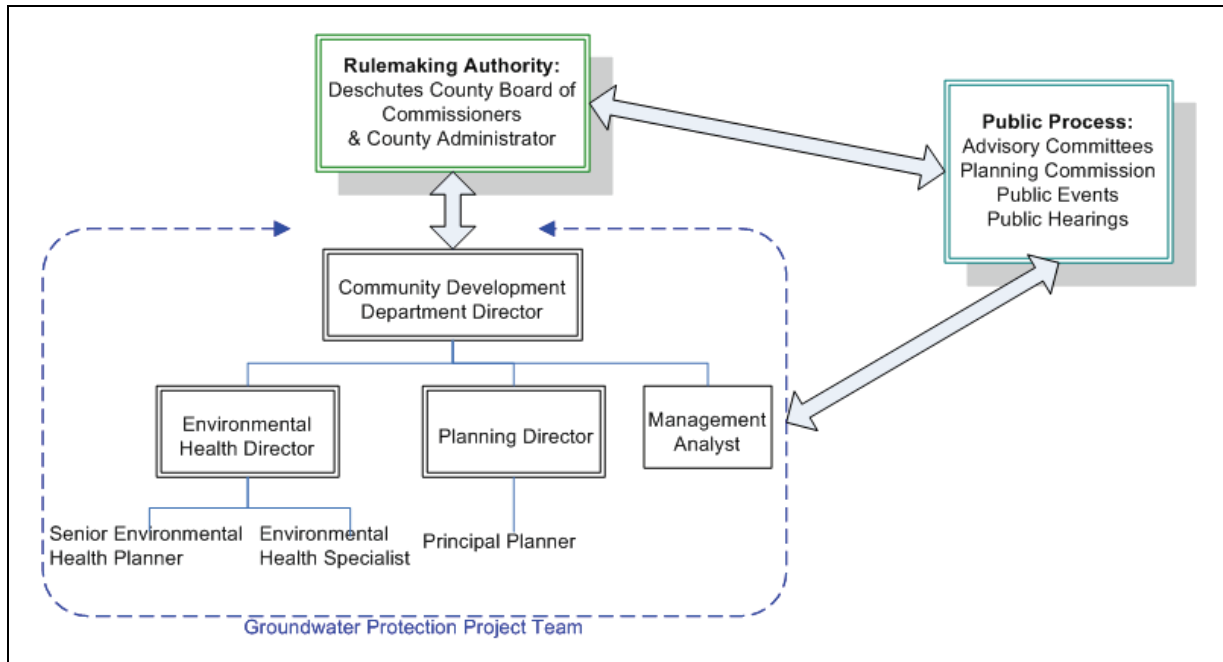 Rulemaking Authority:
Deschutes County Board of
Commissioners
& County Administrator
Public Process:
Advisory Committees
Planning Commission
Public Events
Public Hearings
Community Development
Department Director
Environmental
Health Director
Planning Director
Management
Analyst
Senior Environmental
Health Planner
Environmental
Health Specialist
Principal Planner
Groundwater Protection Project Team